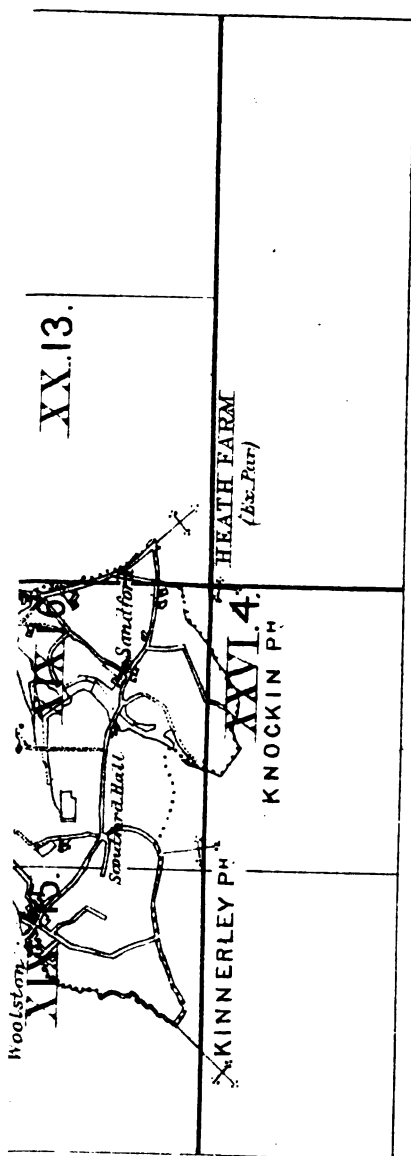 XX.13.
HEATH FARM
(Ex. Par)
Sandford
XXVI.4.
KNOCKIN PH
Sandford Hall
KINNERLEY PH
Woolston